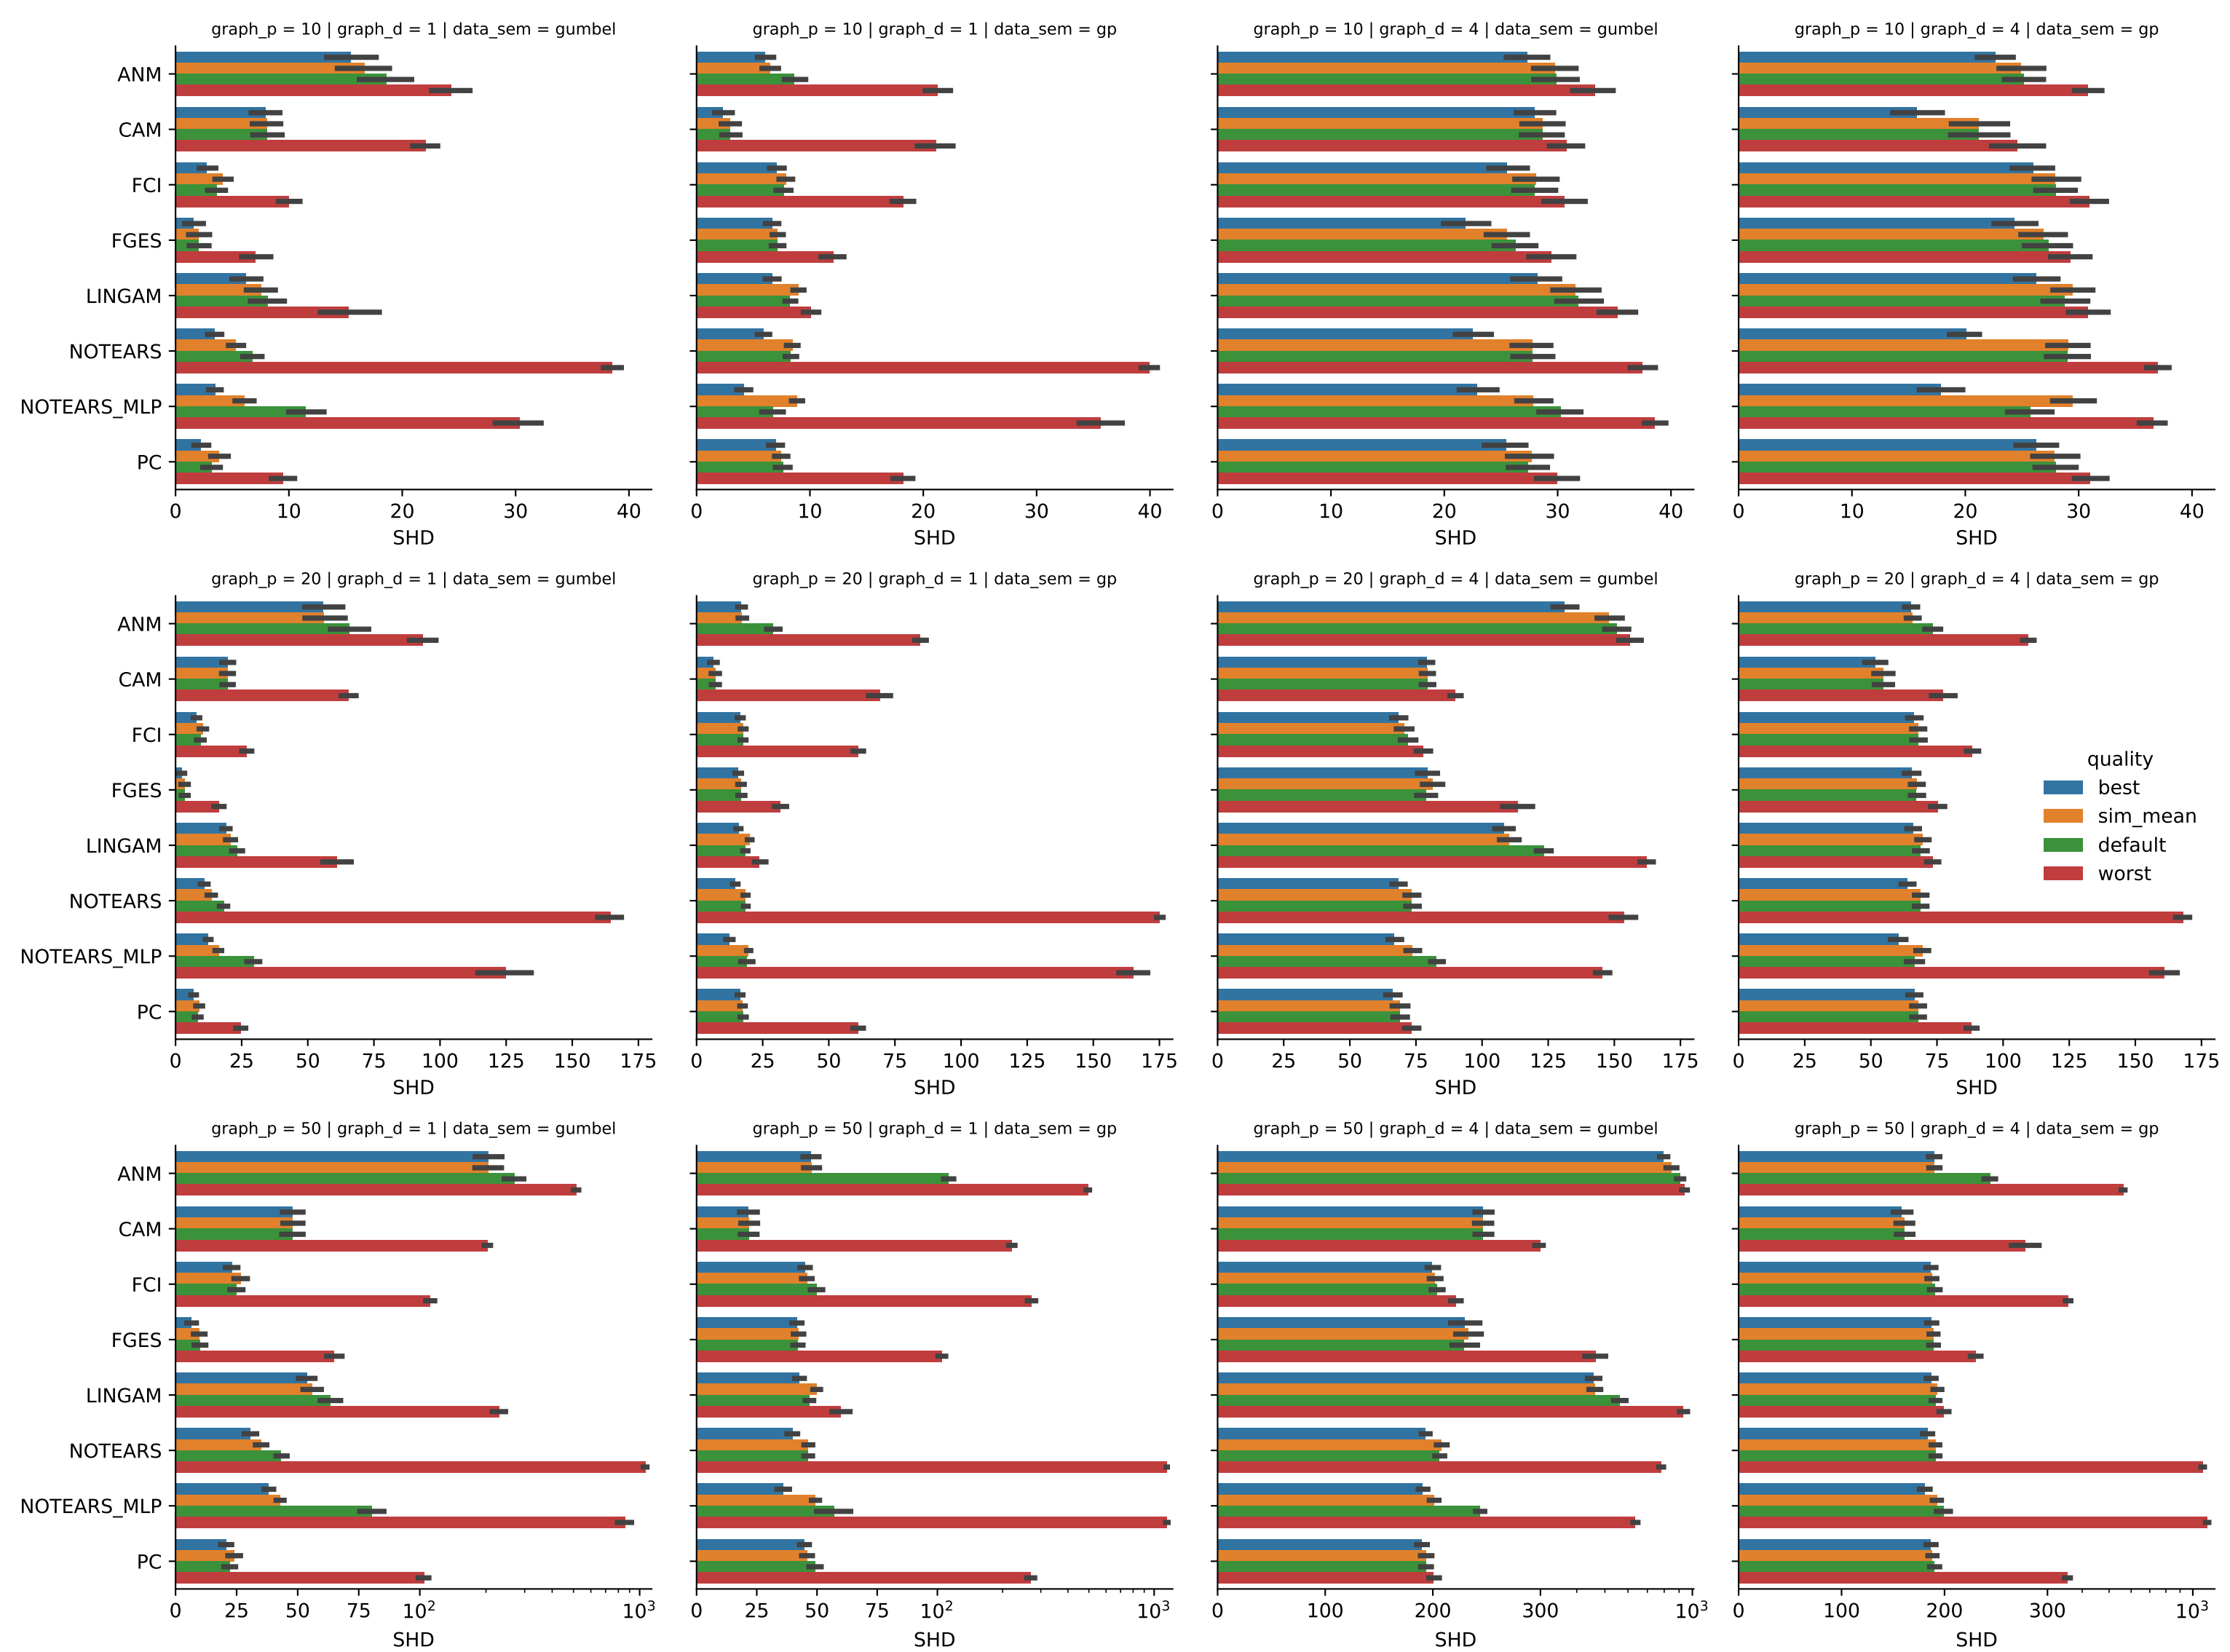 graph_p = 10 | graph_d = 1 | data_sem = gumbel
graph_p = 10 | graph_d = 1 | data_sem = gp
graph_p = 10 | graph_d = 4 | data_sem = gumbel
graph_p = 10 | graph_d = 4 | data_sem = gp
ANM
CAM
FCI
FGES
LINGAM
NOTEARS
NOTEARS_MLP
PC
0 10 20 30 40
0 10 20 30 40
0 10 20 30 40
0 10 20 30 40
SHD
SHD
SHD
SHD
graph_p = 20 | graph_d = 1 | data_sem = gumbel
graph_p = 20 | graph_d = 1 | data_sem = gp
graph_p = 20 | graph_d = 4 | data_sem = gumbel
graph_p = 20 | graph_d = 4 | data_sem = gp
ANM
CAM
FCI
FGES
LINGAM
NOTEARS
NOTEARS_MLP
PC
quality
best
sim_mean
default
worst
0 25 50 75 100 125 150 175
0 25 50 75 100 125 150 175
0 25 50 75 100 125 150 175
0 25 50 75 100 125 150 175
SHD
SHD
SHD
SHD
graph_p = 50 | graph_d = 1 | data_sem = gumbel
graph_p = 50 | graph_d = 1 | data_sem = gp
graph_p = 50 | graph_d = 4 | data_sem = gumbel
graph_p = 50 | graph_d = 4 | data_sem = gp
ANM
CAM
FCI
FGES
LINGAM
NOTEARS
NOTEARS_MLP
PC
0 25 50 75 10² 10³
0 25 50 75 10² 10³
0 100 200 300 10³
0 100 200 300 10³
SHD
SHD
SHD
SHD